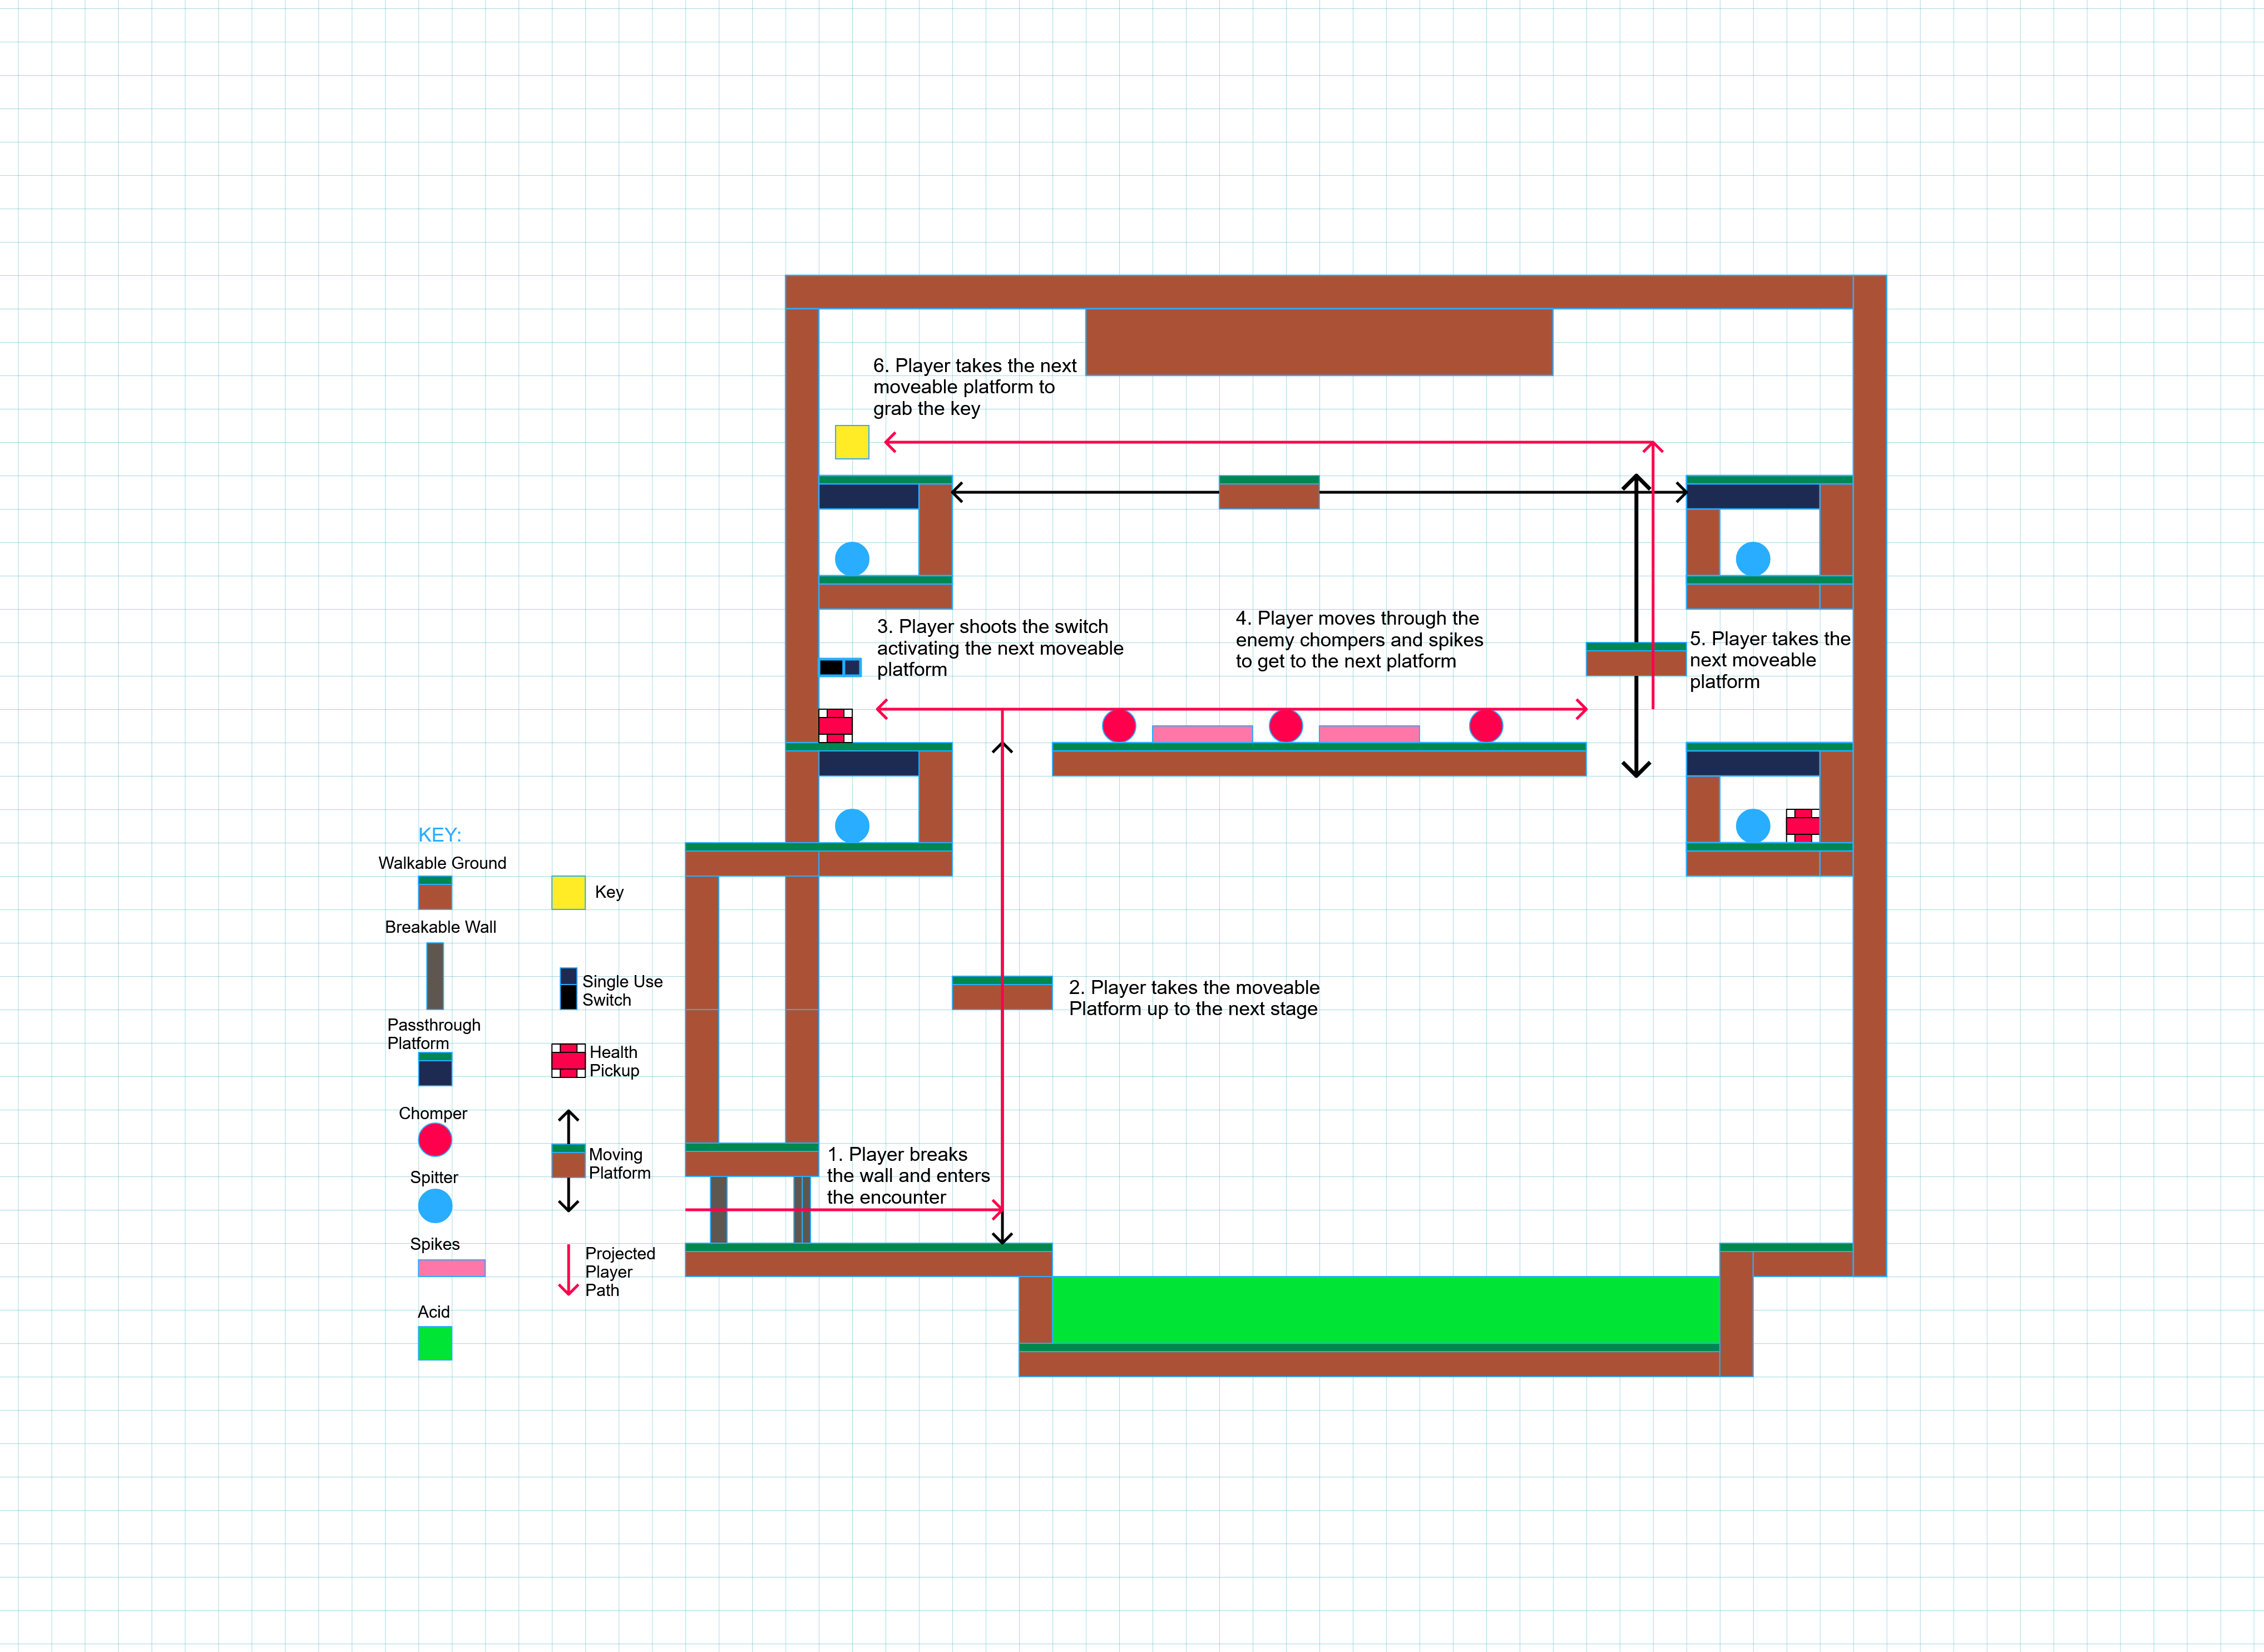 6. Player takes the next
moveable platform to
grab the key
3. Player shoots the switch
activating the next moveable
platform
4. Player moves through the
enemy chompers and spikes
to get to the next platform
5. Player takes the
next moveable
platform
2. Player takes the moveable
Platform up to the next stage
1. Player breaks
the wall and enters
the encounter
KEY:
Walkable Ground
Breakable Wall
Passthrough
Platform
Chomper
Spitter
Spikes
Acid
Key
Single Use
Switch
Health
Pickup
Moving
Platform
Projected
Player
Path